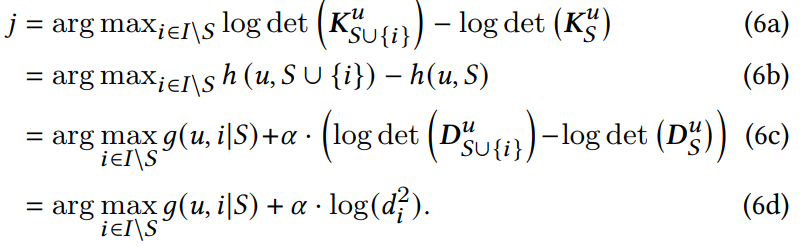 j = arg max_{i∈I\S} log det (K^u_{S∪{i}}) − log det (K^u_S) (6a)
= arg max_{i∈I\S} h (u, S ∪ {i}) − h(u, S) (6b)
= arg max_{i∈I\S} g(u, i|S)+α · (log det (D^u_{S∪{i}}) −log det (D^u_S)) (6c)
= arg max_{i∈I\S} g(u, i|S) + α · log(d_i^2). (6d)